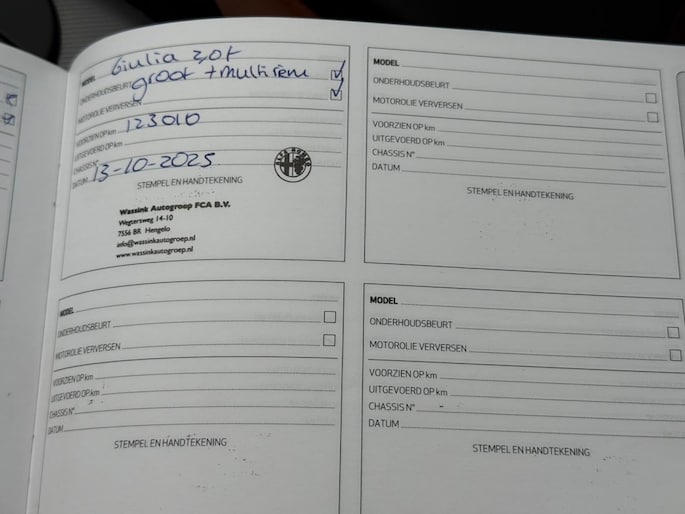 MODEL Giulia 2,0t
ONDERHOUDSBEURT groot + multiriem
MOTOROLIE VERVERSEN
VOORZIEN OP km 123010
UITGEVOERD OP km
CHASSIS N°
DATUM 13-10-2025
ALFA ROMEO
STEMPEL EN HANDTEKENING
Wassink Autogroep FCA B.V.
Wegtersweg 14-10
7556 BR Hengelo
info@wassinkautogroep.nl
www.wassinkautogroep.nl
MODEL
ONDERHOUDSBEURT
MOTOROLIE VERVERSEN
VOORZIEN OP km
UITGEVOERD OP km
CHASSIS N°
DATUM
STEMPEL EN HANDTEKENING
MODEL
ONDERHOUDSBEURT
MOTOROLIE VERVERSEN
VOORZIEN OP km
UITGEVOERD OP km
CHASSIS N°
DATUM
STEMPEL EN HANDTEKENING
MODEL
ONDERHOUDSBEURT
MOTOROLIE VERVERSEN
VOORZIEN OP km
UITGEVOERD OP km
CHASSIS N°
DATUM
STEMPEL EN HANDTEKENING